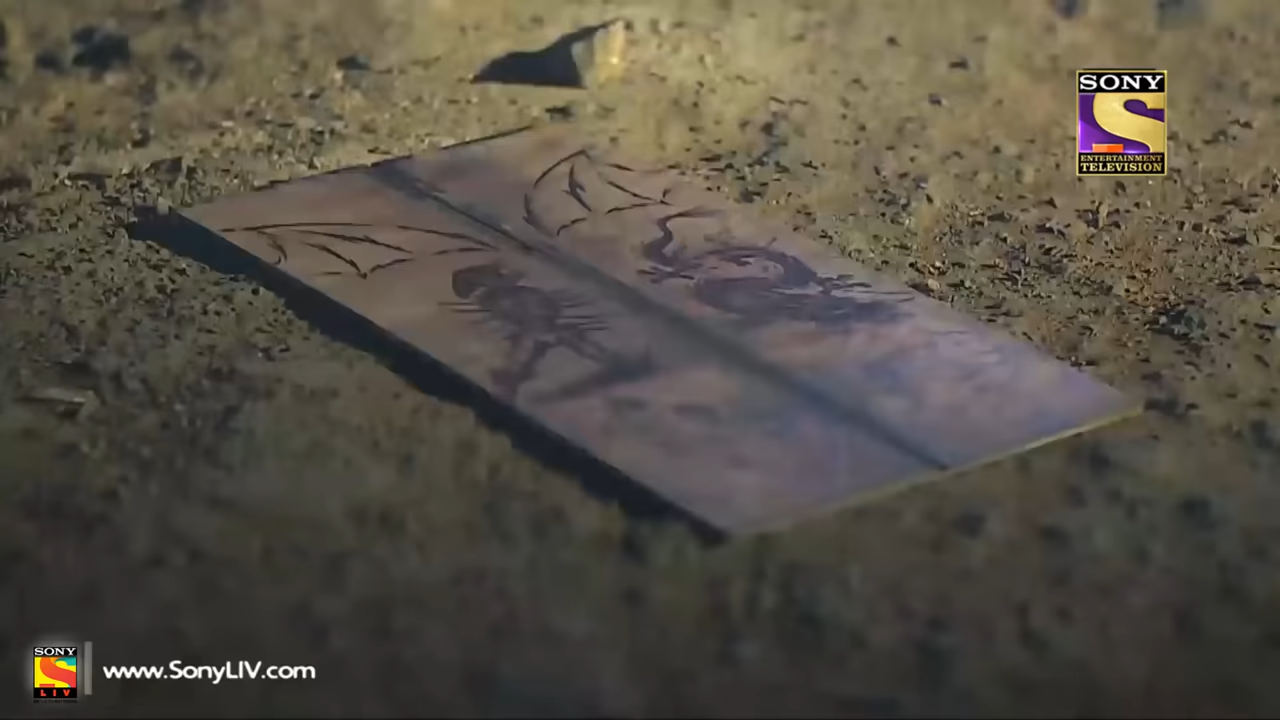 SONY
S
ENTERTAINMENT
TELEVISION
SONY
S
LIV
www.SonyLIV.com